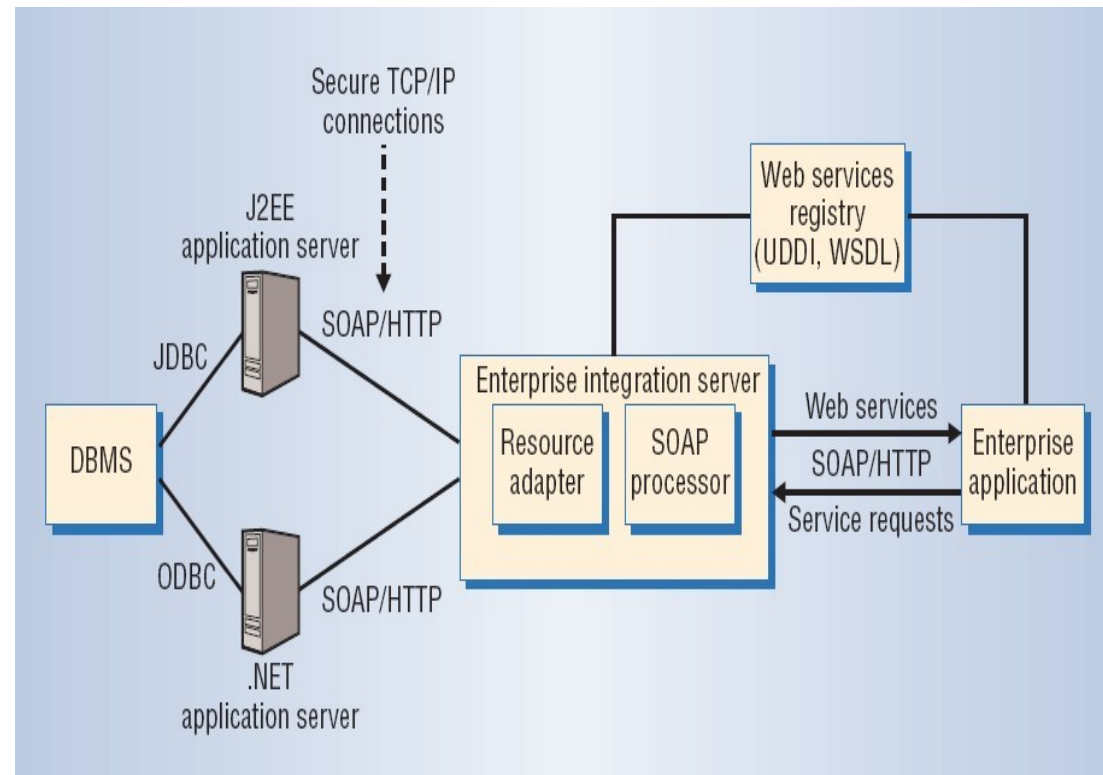 Secure TCP/IP
connections
J2EE
application server
SOAP/HTTP
JDBC
DBMS
ODBC
SOAP/HTTP
.NET
application server
Web services
registry
(UDDI, WSDL)
Enterprise integration server
Resource
adapter
SOAP
processor
Web services
SOAP/HTTP
Service requests
Enterprise
application